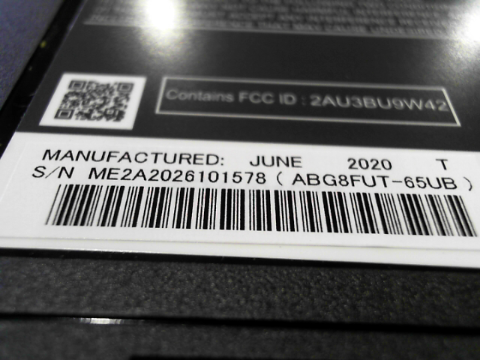 Contains FCC ID : 2AU3BU9W42
MANUFACTURED: JUNE 2020 T
S/N ME2A2026101578 ( ABG8FUT-65UB )